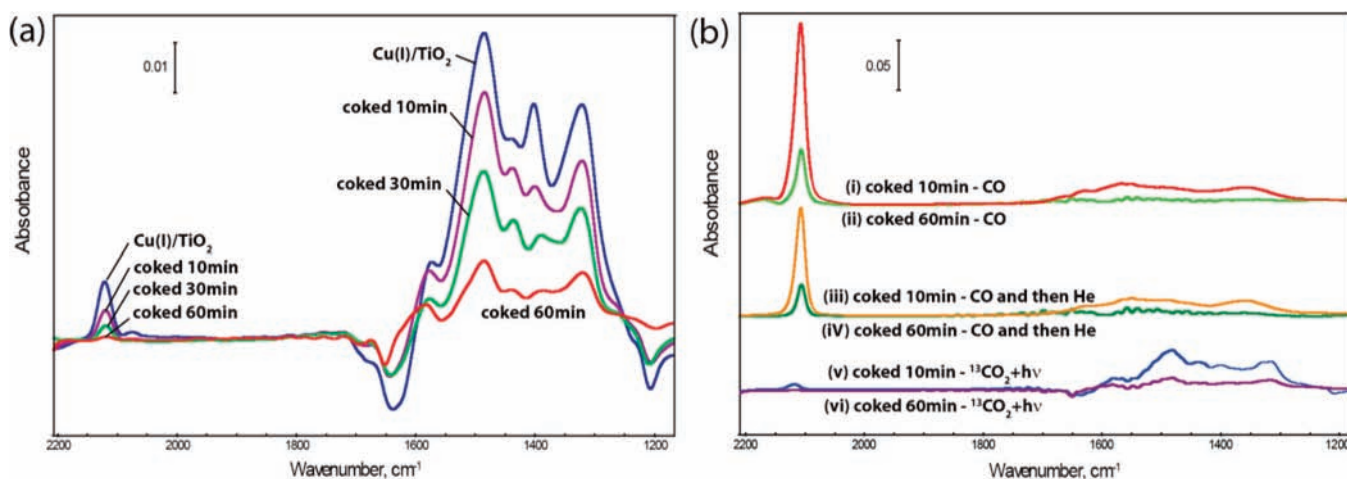 (a)
0.01
Cu(I)/TiO₂
coked 10min
coked 30min
Cu(I)/TiO₂
coked 10min
coked 30min
coked 60min
coked 60min
Absorbance
2200 2000 1800 1600 1400 1200
Wavenumber, cm⁻¹
(b)
0.05
(i) coked 10min - CO
(ii) coked 60min - CO
(iii) coked 10min - CO and then He
(iV) coked 60min - CO and then He
(v) coked 10min - ¹³CO₂+hν
(vi) coked 60min - ¹³CO₂+hν
Absorbance
2200 2000 1800 1600 1400 1200
Wavenumber, cm⁻¹